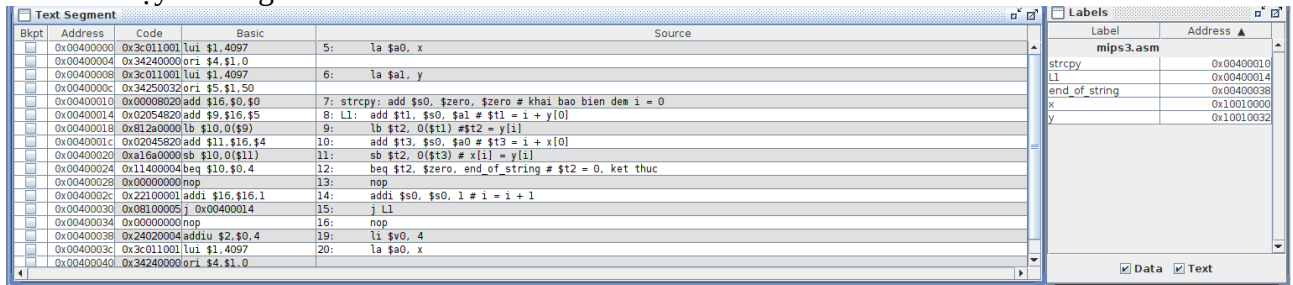 Text Segment
Bkpt Address Code Basic Source
0x00400000 0x3c011001 lui $1,4097 5: la $a0, x
0x00400004 0x34240000 ori $4,$1,0
0x00400008 0x3c011001 lui $1,4097 6: la $a1, y
0x0040000c 0x34250032 ori $5,$1,50
0x00400010 0x00008020 add $16,$0,$0 7: strcpy: add $s0, $zero, $zero # khai bao bien dem i = 0
0x00400014 0x02054820 add $9,$16,$5 8: L1: add $t1, $s0, $a1 # $t1 = i + y[0]
0x00400018 0x812a0000 lb $10,0($9) 9: lb $t2, 0($t1) #$t2 = y[i]
0x0040001c 0x02045820 add $11,$16,$4 10: add $t3, $s0, $a0 # $t3 = i + x[0]
0x00400020 0xa16a0000 sb $10,0($11) 11: sb $t2, 0($t3) # x[i] = y[i]
0x00400024 0x11400004 beq $10,$0,4 12: beq $t2, $zero, end_of_string # $t2 = 0, ket thuc
0x00400028 0x00000000 nop 13: nop
0x0040002c 0x22100001 addi $16,$16,1 14: addi $s0, $s0, 1 # i = i + 1
0x00400030 0x08100005 j 0x00400014 15: j L1
0x00400034 0x00000000 nop 16: nop
0x00400038 0x24020004 addiu $2,$0,4 19: li $v0, 4
0x0040003c 0x3c011001 lui $1,4097 20: la $a0, x
0x00400040 0x34240000 ori $4,$1,0
Labels
Label Address ▲
mips3.asm
strcpy 0x00400010
L1 0x00400014
end_of_string 0x00400038
x 0x10010000
y 0x10010032
Data Text